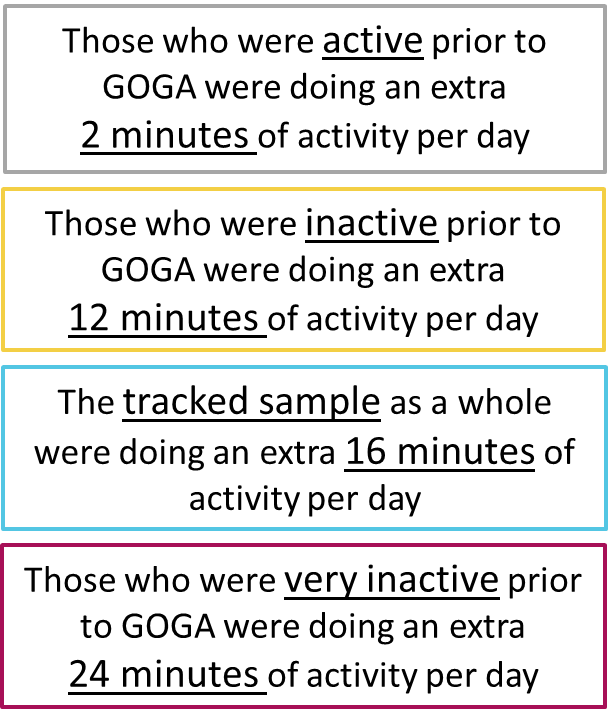 Those who were active prior to
GOGA were doing an extra
2 minutes of activity per day
Those who were inactive prior to
GOGA were doing an extra
12 minutes of activity per day
The tracked sample as a whole
were doing an extra 16 minutes of
activity per day
Those who were very inactive prior
to GOGA were doing an extra
24 minutes of activity per day